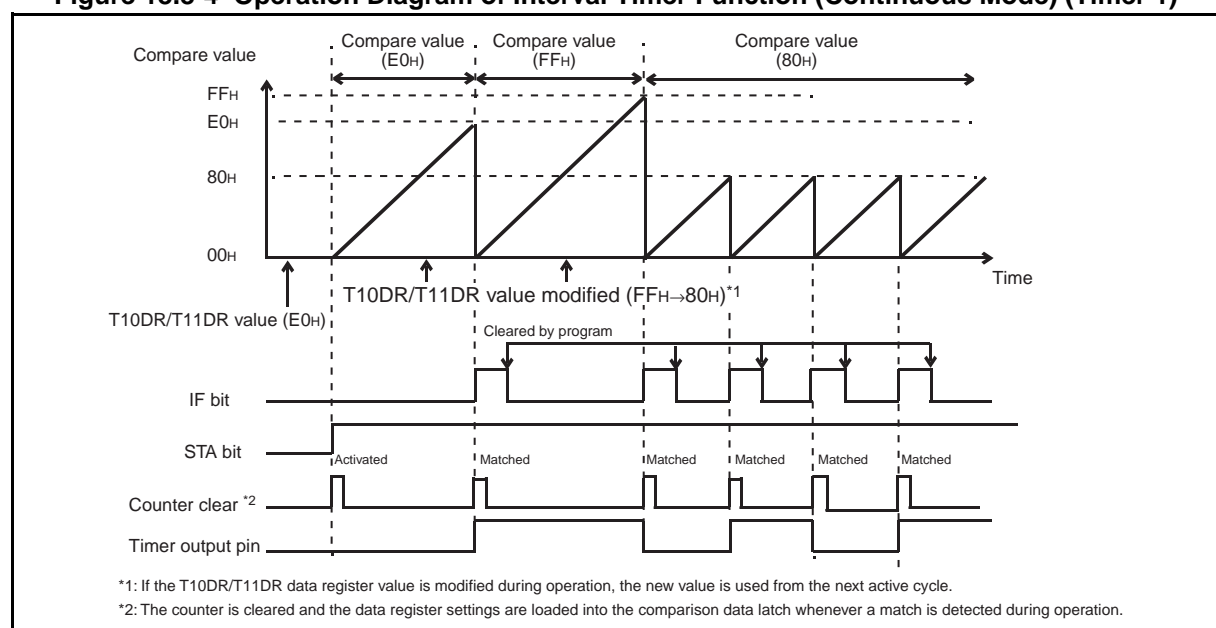 Figure 15.8-4 Operation Diagram of Interval Timer Function (Continuous Mode) (Timer 1)
Compare value
Compare value
(E0H)
Compare value
(FFH)
Compare value
(80H)
FFH
E0H
80H
00H
Time
T10DR/T11DR value modified (FFH→80H)*1
T10DR/T11DR value (E0H)
Cleared by program
IF bit
STA bit
Activated
Matched
Matched
Matched
Matched
Matched
Counter clear *2
Timer output pin
*1: If the T10DR/T11DR data register value is modified during operation, the new value is used from the next active cycle.
*2: The counter is cleared and the data register settings are loaded into the comparison data latch whenever a match is detected during operation.